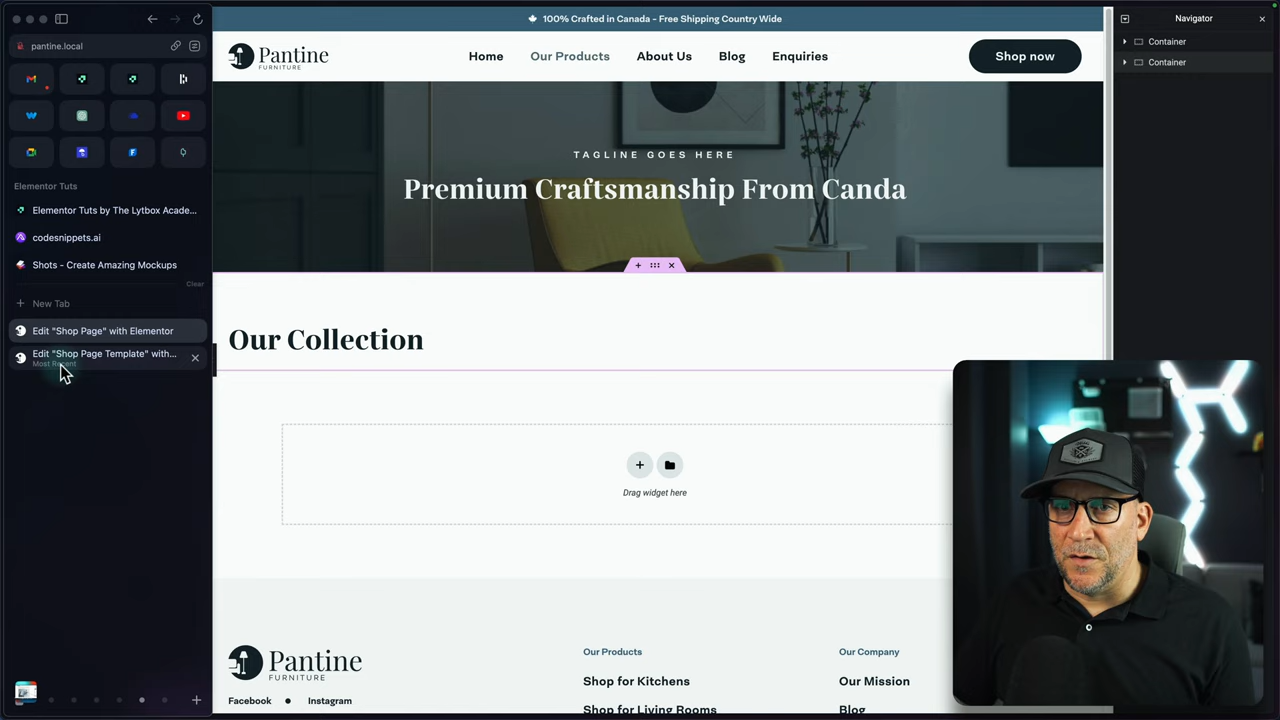 pantine.local
Elementor Tuts
Elementor Tuts by The Lytbox Acade...
codesnippets.ai
Shots - Create Amazing Mockups
Clear
New Tab
Edit "Shop Page" with Elementor
Edit "Shop Page Template" with...
Most Recent
100% Crafted in Canada - Free Shipping Country Wide
Pantine
FURNITURE
Home
Our Products
About Us
Blog
Enquiries
Shop now
TAGLINE GOES HERE
Premium Craftsmanship From Canda
Our Collection
Drag widget here
Pantine
FURNITURE
Facebook
Instagram
Our Products
Shop for Kitchens
Shop for Living Rooms
Our Company
Our Mission
Blog
Navigator
Container
Container